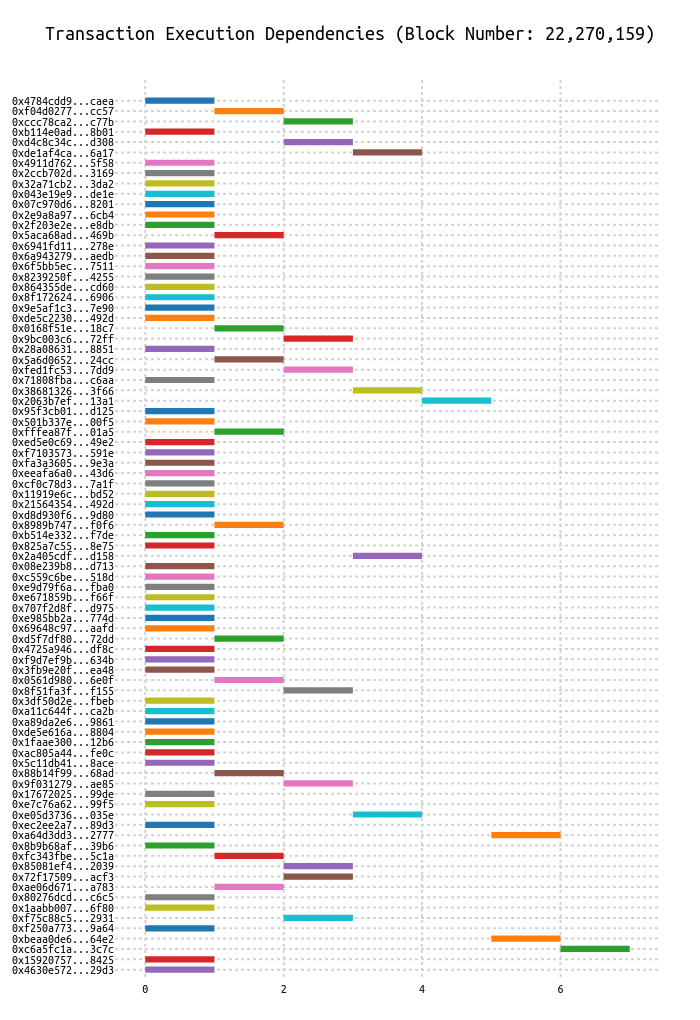 Transaction Execution Dependencies (Block Number: 22,270,159)
0x4784cdd9...caea
0xf04d0277...cc57
0xccc78ca2...c77b
0xb114e0ad...8b01
0xd4c8c34c...d308
0xde1af4ca...6a17
0x4911d762...5f58
0x2ccb702d...3169
0x32a71cb2...3da2
0x043e19e9...de1e
0x07c970d6...8201
0x2e9a8a97...6cb4
0x2f203e2e...e8db
0x5aca68ad...469b
0x6941fd11...278e
0x6a943279...aedb
0x6f5bb5ec...7511
0x8239250f...4255
0x864355de...cd60
0x8f172624...6906
0x9e5af1c3...7e90
0xde5c2230...492d
0x0168f51e...18c7
0x9bc003c6...72ff
0x28a08631...8851
0x5a6d0652...24cc
0xfed1fc53...7dd9
0x71808fba...c6aa
0x38681326...3f66
0x2063b7ef...13a1
0x95f3cb01...d125
0x501b337e...00f5
0xfffea87f...01a5
0xed5e0c69...49e2
0xf7103573...591e
0xfa3a3605...9e3a
0xeeafa6a0...43d6
0xcf0c78d3...7a1f
0x11919e6c...bd52
0x21564354...492d
0xd8d930f6...9d80
0x8989b747...f0f6
0xb514e332...f7de
0x825a7c55...8e75
0x2a405cdf...d158
0x08e239b8...d713
0xc559c6be...518d
0xe9d79f6a...fba0
0xe671859b...f66f
0x707f2d8f...d975
0xe985bb2a...774d
0x69648c97...aafd
0xd5f7df80...72dd
0x4725a946...df8c
0xf9d7ef9b...634b
0x3fb9e20f...ea48
0x0561d980...6e0f
0x8f51fa3f...f155
0x3df50d2e...fbeb
0xa11c644f...ca2b
0xa89da2e6...9861
0xde5e616a...8804
0x1faae300...12b6
0xac805a44...fe0c
0x5c11db41...8ace
0x88b14f99...68ad
0x9f031279...ae85
0x17672025...99de
0xe7c76a62...99f5
0xe05d3736...035e
0xec2ee2a7...89d3
0xa64d3dd3...2777
0x8b9b68af...39b6
0xfc343fbe...5c1a
0x85081ef4...2039
0x72f17509...acf3
0xae06d671...a783
0x80276dcd...c6c5
0x1aabb007...6f80
0xf75c88c5...2931
0xf250a773...9a64
0xbeaa0de6...64e2
0xc6a5fc1a...3c7c
0x15920757...8425
0x4630e572...29d3
0 2 4 6